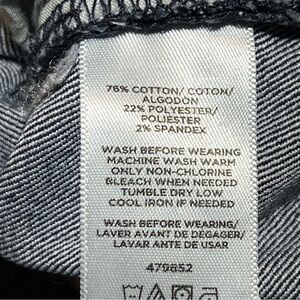 76% COTTON/ COTON/
ALGODÓN
22% POLYESTER/
POLIÉSTER
2% SPANDEX
WASH BEFORE WEARING
MACHINE WASH WARM
ONLY NON-CHLORINE
BLEACH WHEN NEEDED
TUMBLE DRY LOW
COOL IRON IF NEEDED
WASH BEFORE WEARING/
LAVER AVANT DE DEGAGER/
LAVAR ANTE DE USAR
479852